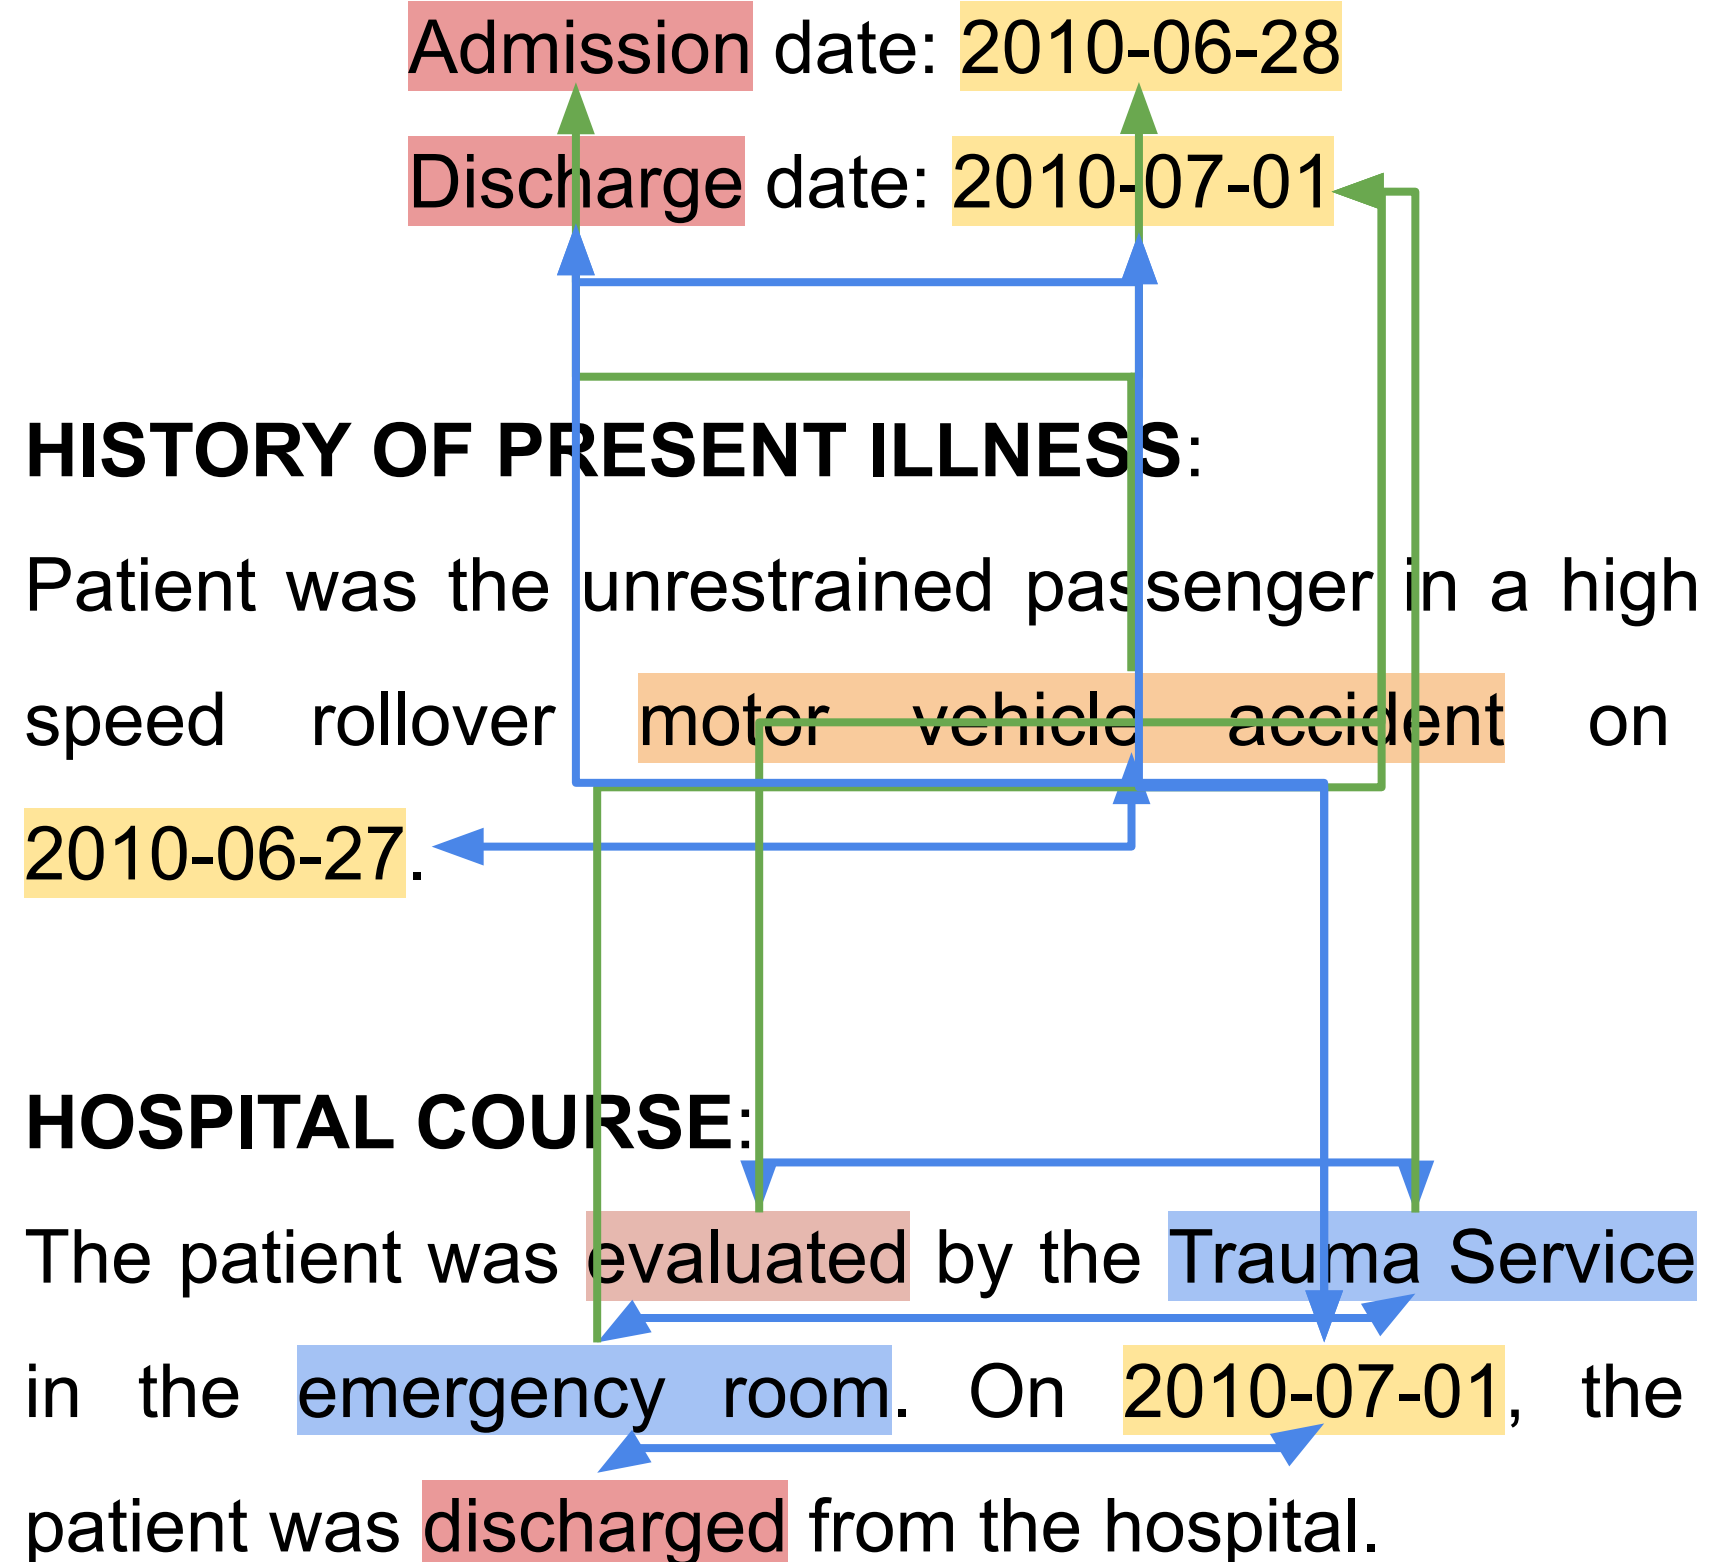 Admission date: 2010-06-28
Discharge date: 2010-07-01
HISTORY OF PRESENT ILLNESS:
Patient was the unrestrained passenger in a high
speed rollover motor vehicle accident on
2010-06-27.
HOSPITAL COURSE:
The patient was evaluated by the Trauma Service
in the emergency room. On 2010-07-01, the
patient was discharged from the hospital.